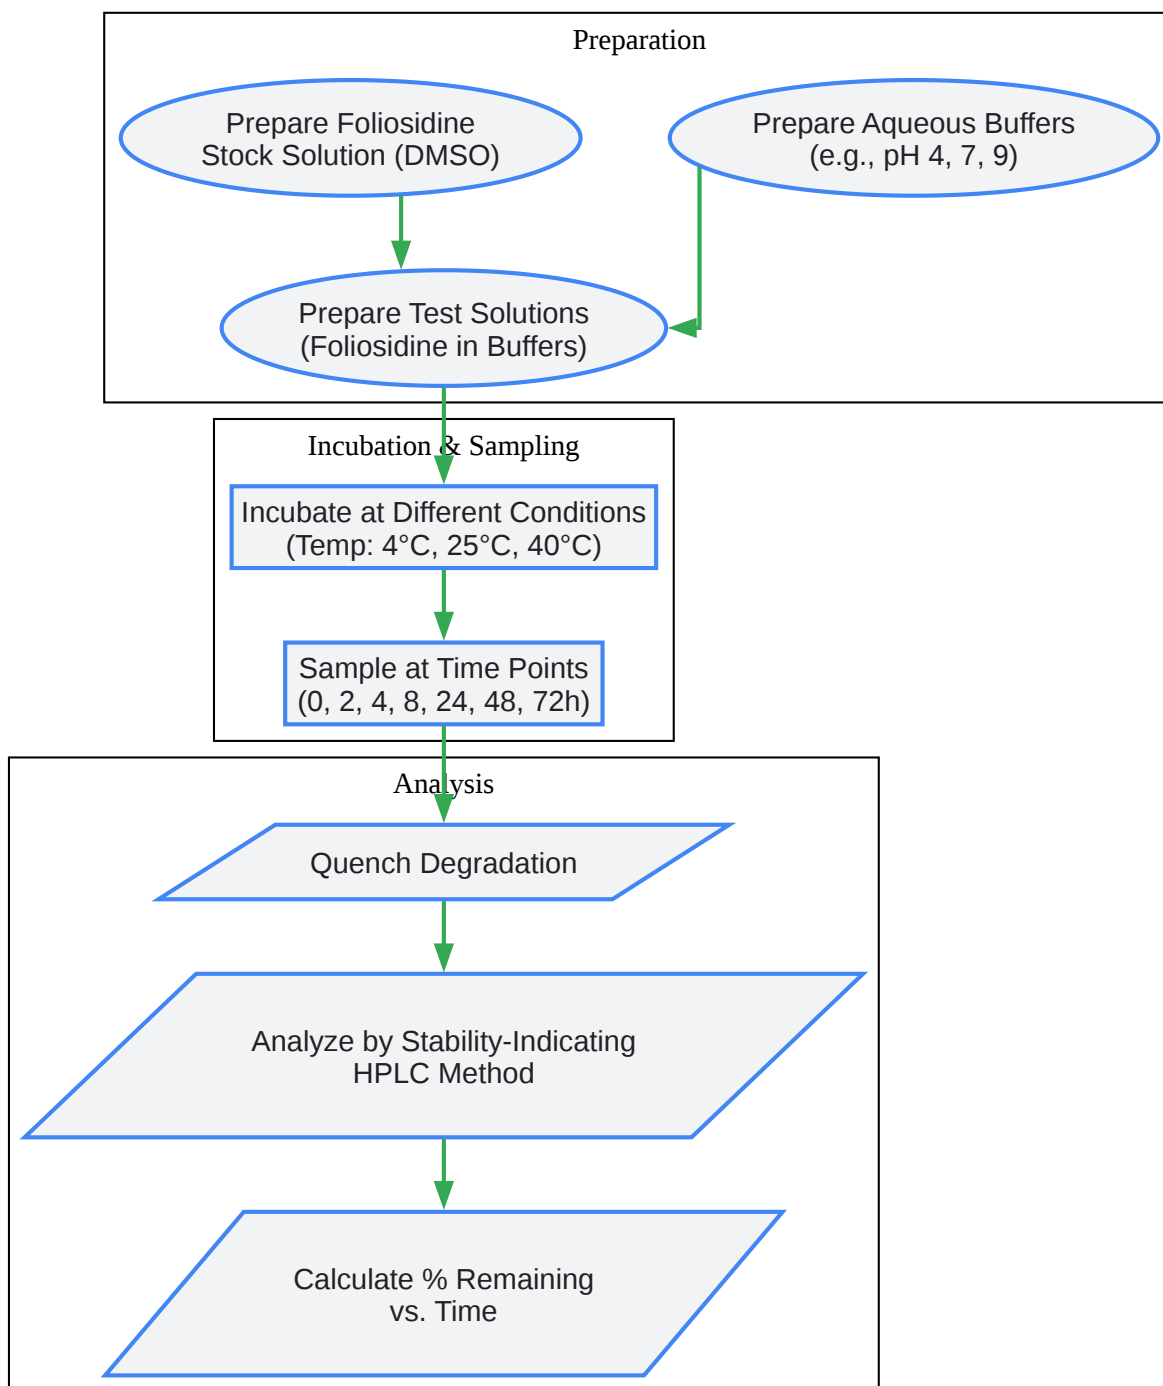 Preparation
Prepare Foliosidine
Stock Solution (DMSO)
Prepare Aqueous Buffers
(e.g., pH 4, 7, 9)
Prepare Test Solutions
(Foliosidine in Buffers)
Incubation & Sampling
Incubate at Different Conditions
(Temp: 4°C, 25°C, 40°C)
Sample at Time Points
(0, 2, 4, 8, 24, 48, 72h)
Analysis
Quench Degradation
Analyze by Stability-Indicating
HPLC Method
Calculate % Remaining
vs. Time